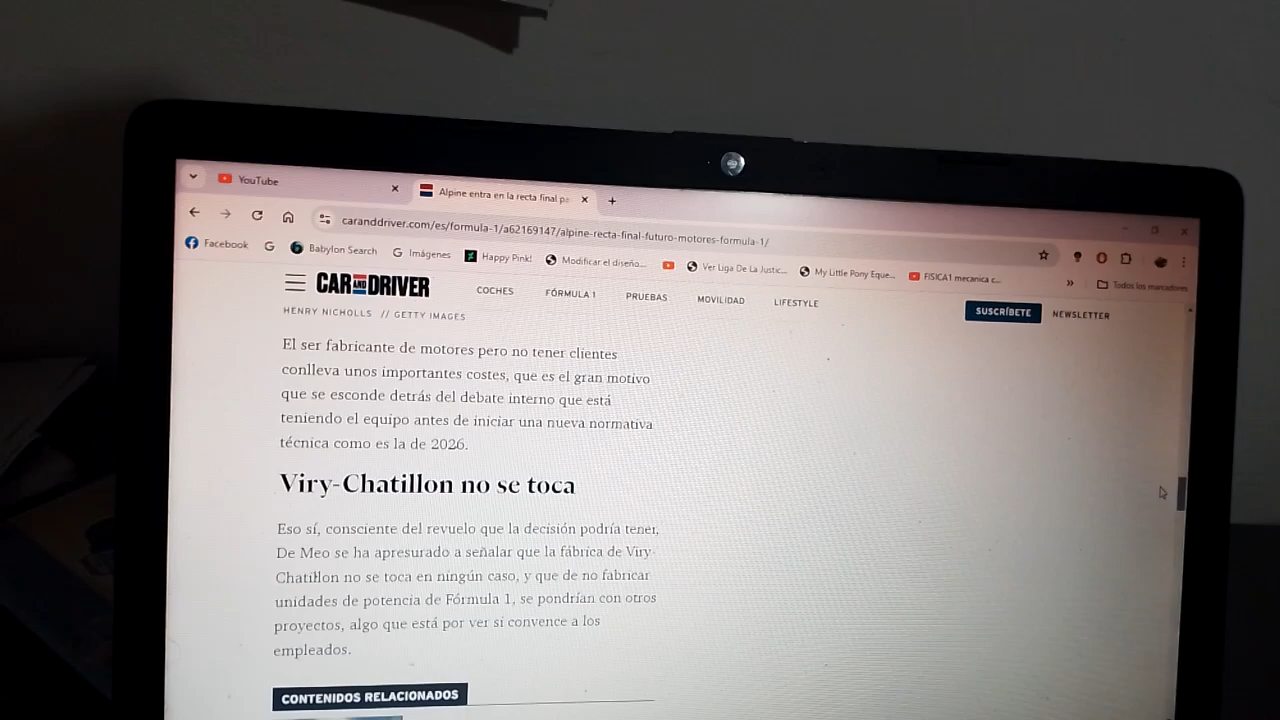 YouTube
Alpine entra en la recta final pa
caranddriver.com/es/formula-1/a62169147/alpine-recta-final-futuro-motores-formula-1/
Facebook
Babylon Search
Imágenes
Happy Pink!
Modificar el diseño...
Ver Liga De La Justic...
My Little Pony Eque...
FISICA1 mecanica c...
»
Todos los marcadores
CAR AND DRIVER
COCHES
FÓRMULA 1
PRUEBAS
MOVILIDAD
LIFESTYLE
SUSCRÍBETE
NEWSLETTER
HENRY NICHOLLS // GETTY IMAGES
El ser fabricante de motores pero no tener clientes
conlleva unos importantes costes, que es el gran motivo
que se esconde detrás del debate interno que está
teniendo el equipo antes de iniciar una nueva normativa
técnica como es la de 2026.
Viry-Chatillon no se toca
Eso sí, consciente del revuelo que la decisión podría tener,
De Meo se ha apresurado a señalar que la fábrica de Viry-
Chatillon no se toca en ningún caso, y que de no fabricar
unidades de potencia de Fórmula 1, se pondrían con otros
proyectos, algo que está por ver si convence a los
empleados.
CONTENIDOS RELACIONADOS